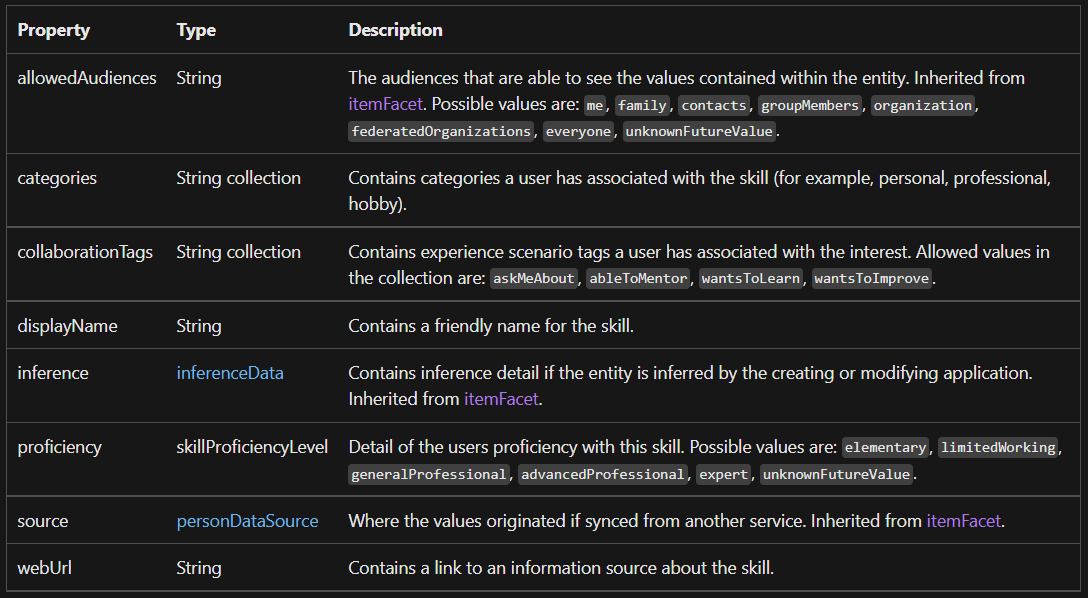 Property Type Description
allowedAudiences String The audiences that are able to see the values contained within the entity. Inherited from
itemFacet. Possible values are: me, family, contacts, groupMembers, organization,
federatedOrganizations, everyone, unknownFutureValue.
categories String collection Contains categories a user has associated with the skill (for example, personal, professional,
hobby).
collaborationTags String collection Contains experience scenario tags a user has associated with the interest. Allowed values in
the collection are: askMeAbout, ableToMentor, wantsToLearn, wantsToImprove.
displayName String Contains a friendly name for the skill.
inference inferenceData Contains inference detail if the entity is inferred by the creating or modifying application.
Inherited from itemFacet.
proficiency skillProficiencyLevel Detail of the users proficiency with this skill. Possible values are: elementary, limitedWorking,
generalProfessional, advancedProfessional, expert, unknownFutureValue.
source personDataSource Where the values originated if synced from another service. Inherited from itemFacet.
webUrl String Contains a link to an information source about the skill.